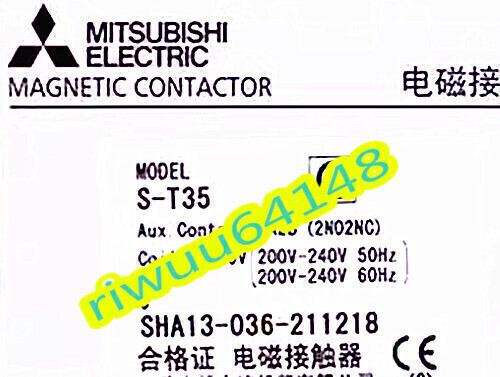 MITSUBISHI
ELECTRIC
MAGNETIC CONTACTOR 电磁接
MODEL
S-T35
Aux. (2NO2NC)
200V-240V 50Hz
200V-240V 60Hz
riwuu64148
SHA13-036-211218
合格证 电磁接触器 CE